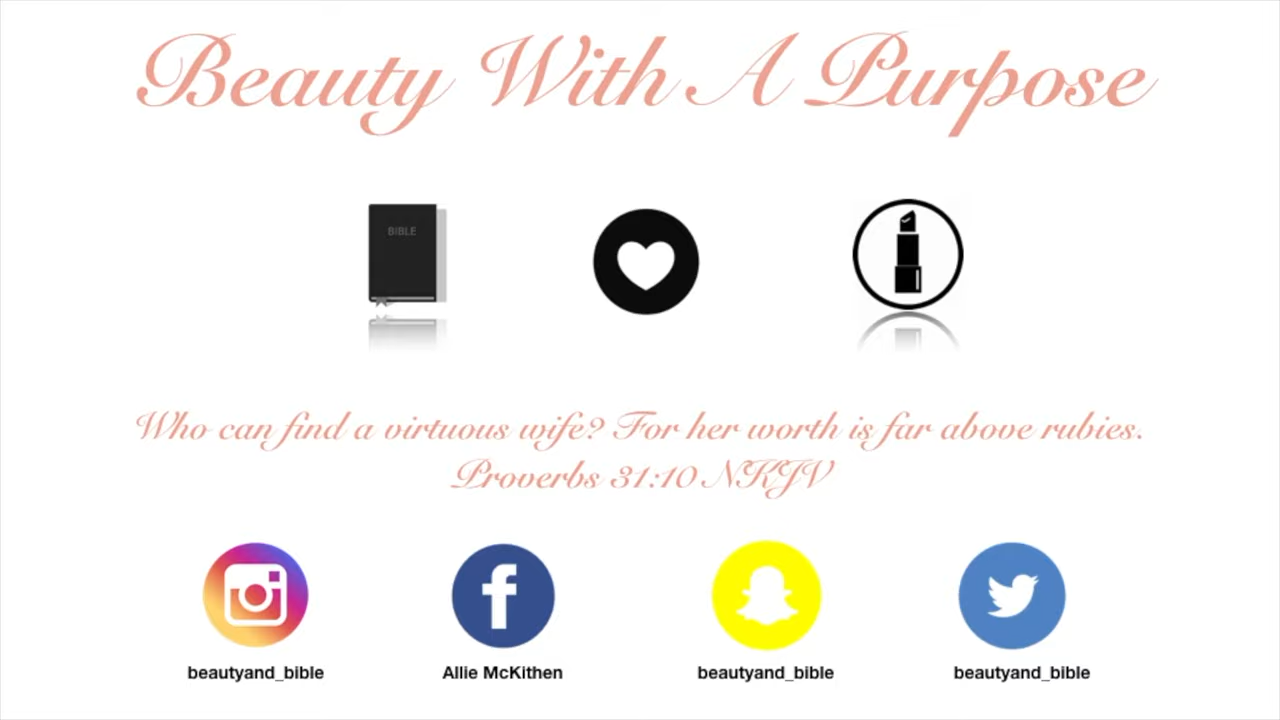 Beauty With A Purpose
BIBLE
Who can find a virtuous wife? For her worth is far above rubies.
Proverbs 31:10 NKJV
beautyand_bible
Allie McKithen
beautyand_bible
beautyand_bible